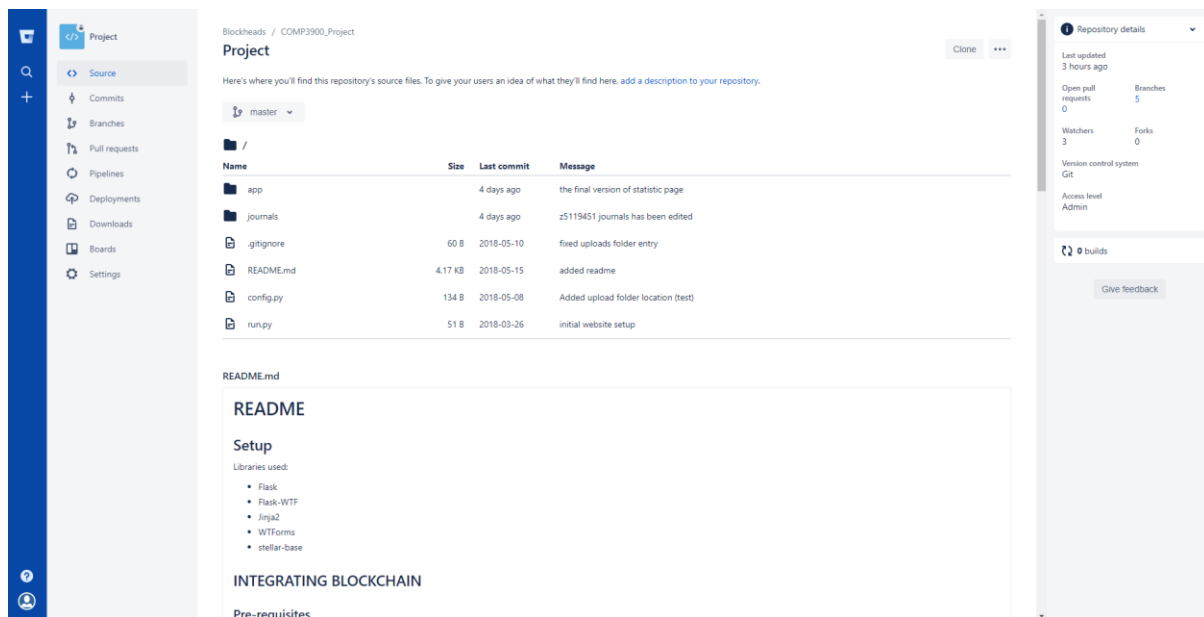 Project
Source
Commits
Branches
Pull requests
Pipelines
Deployments
Downloads
Boards
Settings
Blockheads / COMP3900_Project
Project
Clone
Here's where you'll find this repository's source files. To give your users an idea of what they'll find here, add a description to your repository.
master
/
Name Size Last commit Message
app 4 days ago the final version of statistic page
journals 4 days ago z5119451 journals has been edited
.gitignore 60 B 2018-05-10 fixed uploads folder entry
README.md 4.17 KB 2018-05-15 added readme
config.py 134 B 2018-05-08 Added upload folder location (test)
run.py 51 B 2018-03-26 initial website setup
README.md
README
Setup
Libraries used:
• Flask
• Flask-WTF
• Jinja2
• WTForms
• stellar-base
INTEGRATING BLOCKCHAIN
Pre-requisites
Repository details
Last updated
3 hours ago
Open pull requests
0
Branches
5
Watchers
3
Forks
0
Version control system
Git
Access level
Admin
0 builds
Give feedback